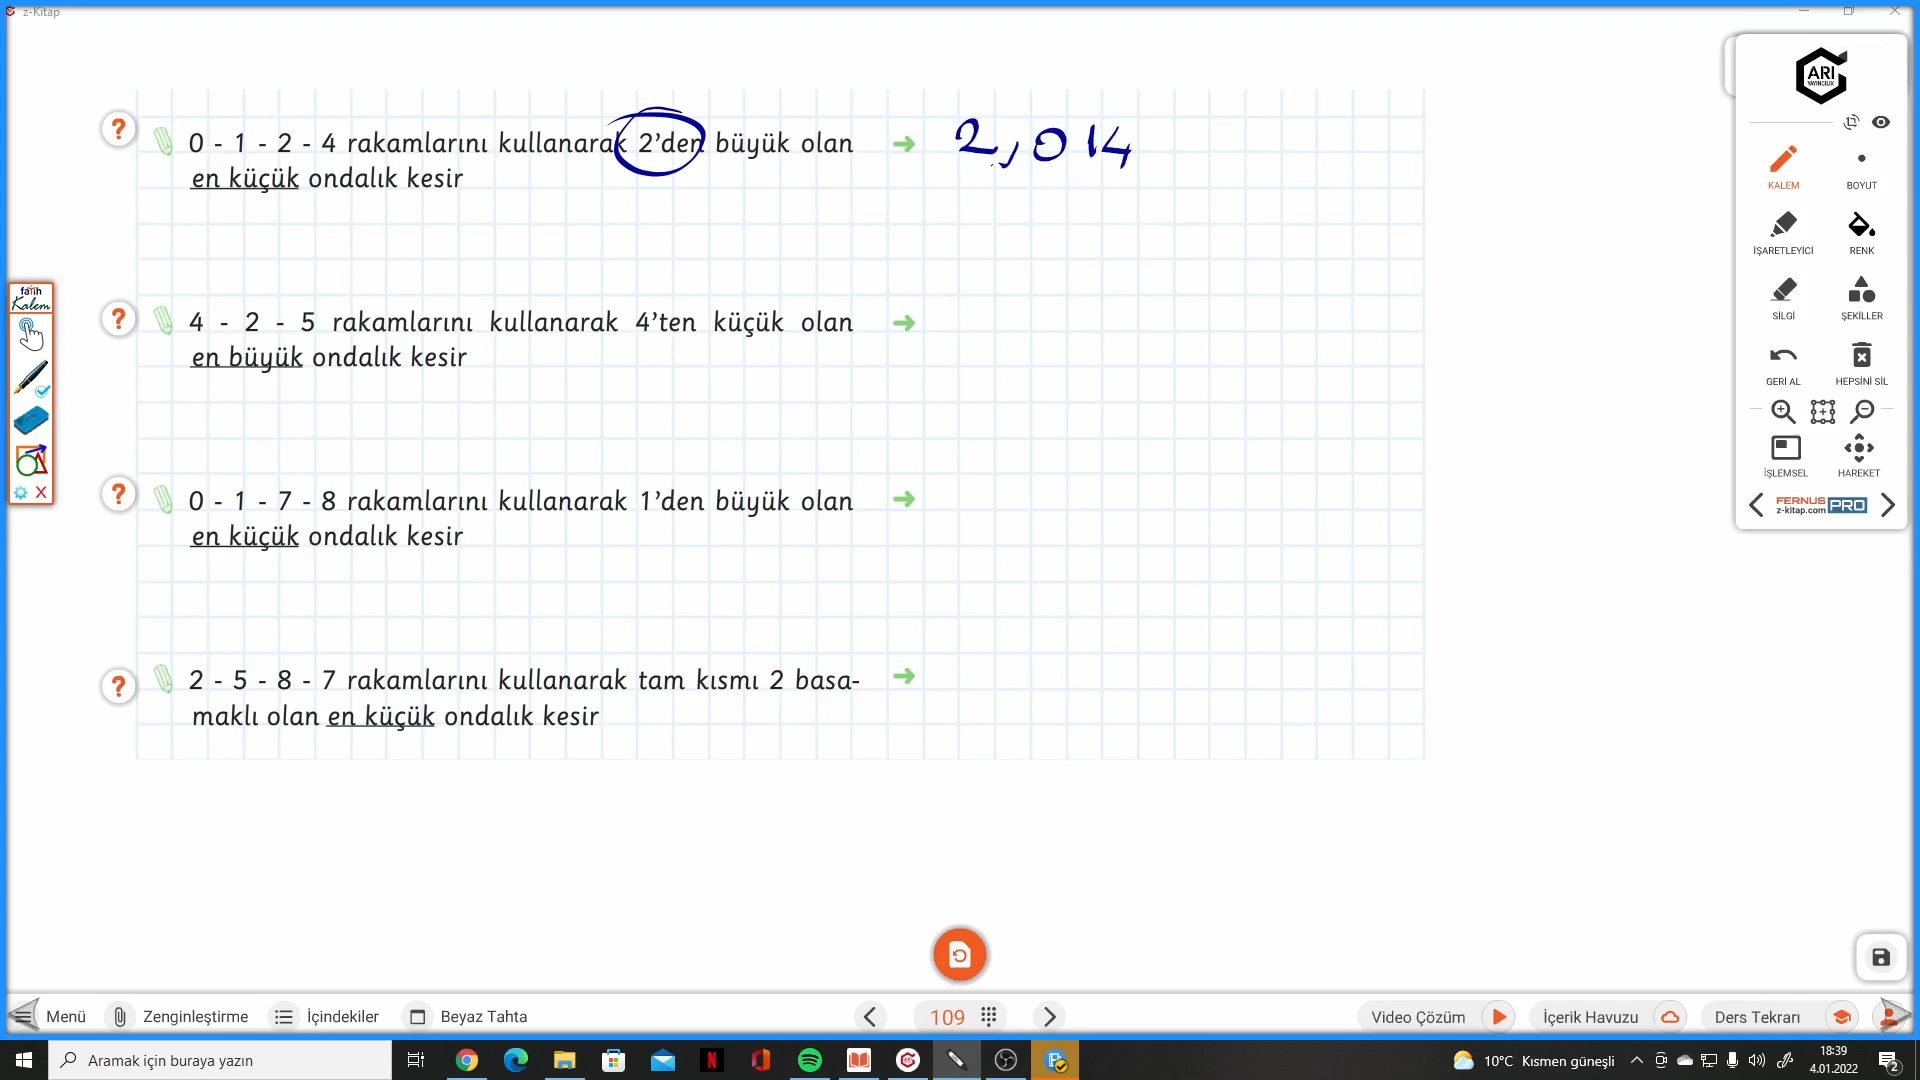 z-Kitap
0 - 1 - 2 - 4 rakamlarını kullanarak 2'den büyük olan
en küçük ondalık kesir
2,014
4 - 2 - 5 rakamlarını kullanarak 4'ten küçük olan
en büyük ondalık kesir
0 - 1 - 7 - 8 rakamlarını kullanarak 1'den büyük olan
en küçük ondalık kesir
2 - 5 - 8 - 7 rakamlarını kullanarak tam kısmı 2 basa-
maklı olan en küçük ondalık kesir
fatih
Kalem
ARI
YAYINCILIK
KALEM
BOYUT
İŞARETLEYİCİ
RENK
SİLGİ
ŞEKİLLER
GERİ AL
HEPSİNİ SİL
İŞLEMSEL
HAREKET
FERNUS
z-kitap.com
PRO
Menü
Zenginleştirme
İçindekiler
Beyaz Tahta
109
Video Çözüm
İçerik Havuzu
Ders Tekrarı
Aramak için buraya yazın
10°C Kısmen güneşli
18:39
4.01.2022
2